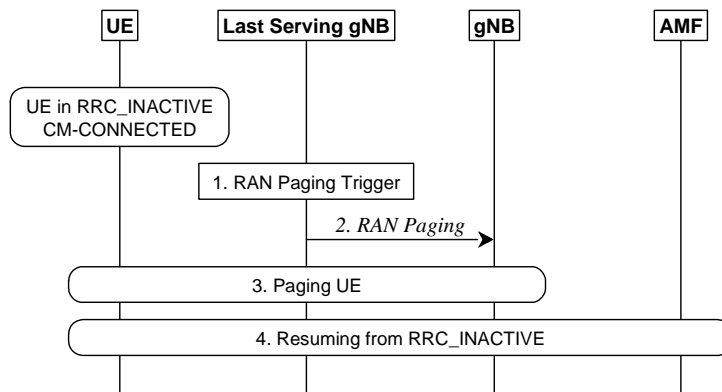 UE
Last Serving gNB
gNB
AMF
UE in RRC_INACTIVE
CM-CONNECTED
1. RAN Paging Trigger
2. RAN Paging
3. Paging UE
4. Resuming from RRC_INACTIVE